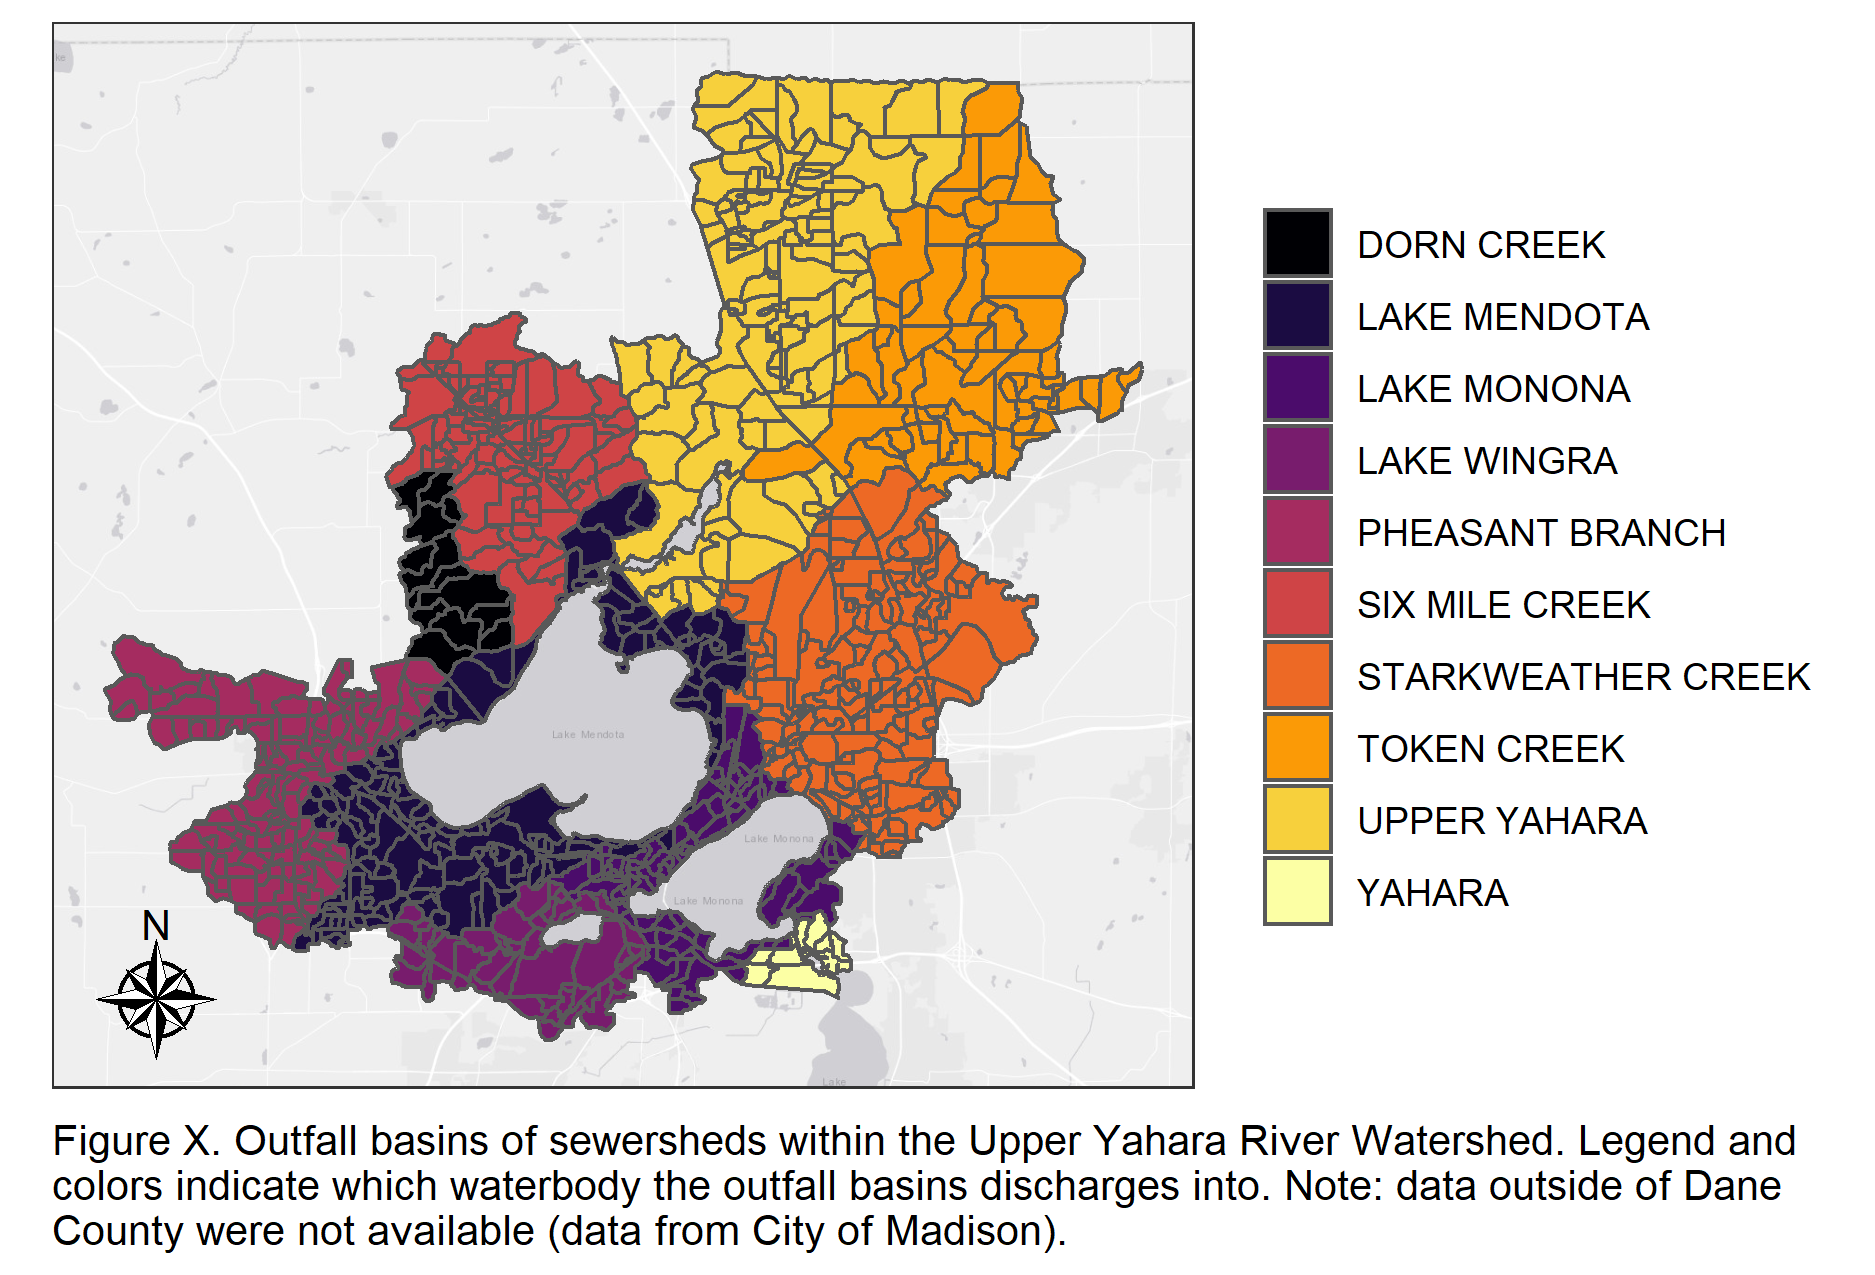 ke
DORN CREEK
LAKE MENDOTA
LAKE MONONA
LAKE WINGRA
PHEASANT BRANCH
SIX MILE CREEK
STARKWEATHER CREEK
TOKEN CREEK
UPPER YAHARA
YAHARA
Lake Mendota
Lake Monona
Lake Monona
N
Lake
Figure X. Outfall basins of sewersheds within the Upper Yahara River Watershed. Legend and
colors indicate which waterbody the outfall basins discharges into. Note: data outside of Dane
County were not available (data from City of Madison).